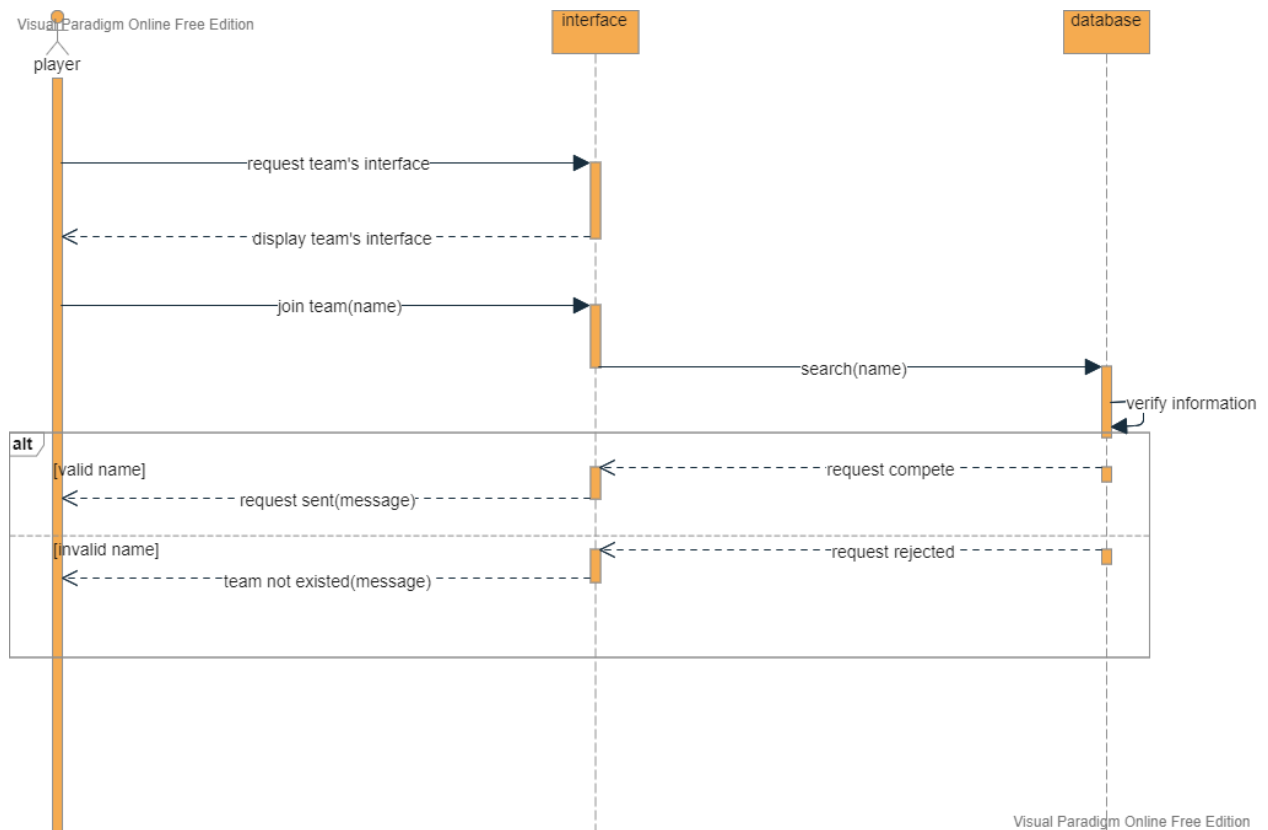 Visual Paradigm Online Free Edition
player
interface
database
request team's interface
display team's interface
join team(name)
search(name)
verify information
alt
[valid name]
request compete
request sent(message)
[invalid name]
request rejected
team not existed(message)
Visual Paradigm Online Free Edition